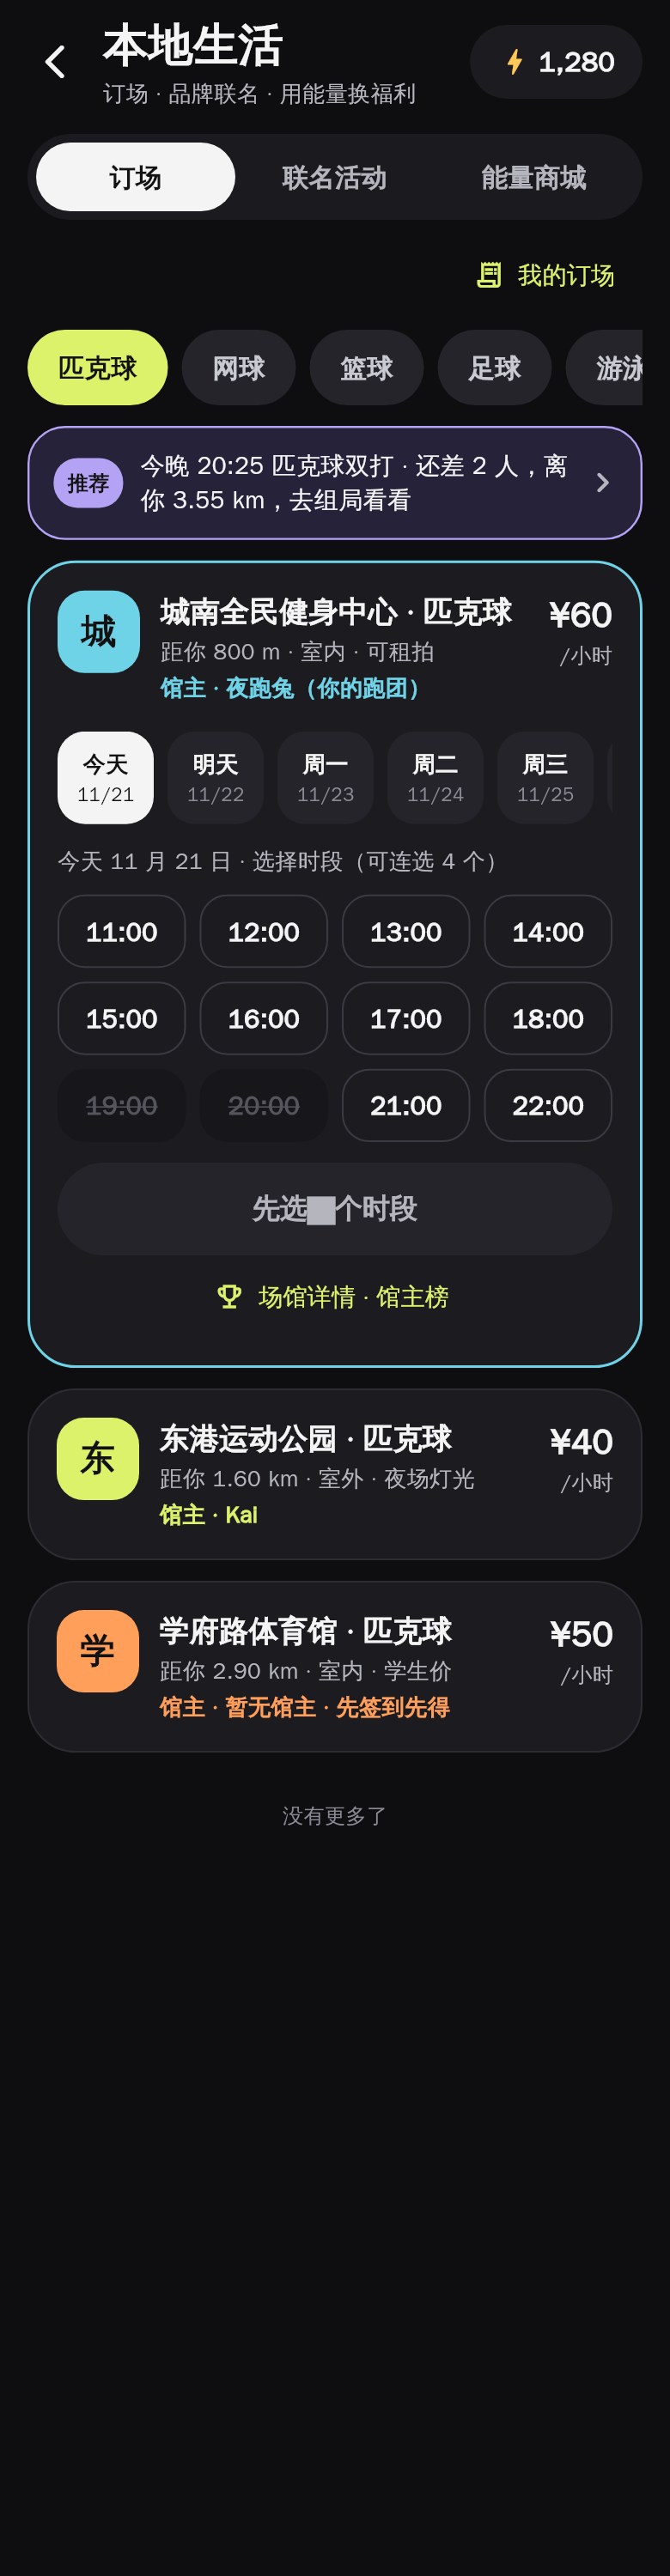 本地生活
订场 · 品牌联名 · 用能量换福利
1,280
订场
联名活动
能量商城
我的订场
匹克球
网球
篮球
足球
游泳
推荐
今晚 20:25 匹克球双打 · 还差 2 人，离
你 3.55 km，去组局看看
城
城南全民健身中心 · 匹克球
¥60
距你 800 m · 室内 · 可租拍
/小时
馆主 · 夜跑兔（你的跑团）
今天
11/21
明天
11/22
周一
11/23
周二
11/24
周三
11/25
今天 11 月 21 日 · 选择时段（可连选 4 个）
11:00
12:00
13:00
14:00
15:00
16:00
17:00
18:00
19:00
20:00
21:00
22:00
先选个时段
场馆详情 · 馆主榜
东
东港运动公园 · 匹克球
¥40
距你 1.60 km · 室外 · 夜场灯光
/小时
馆主 · Kai
学
学府路体育馆 · 匹克球
¥50
距你 2.90 km · 室内 · 学生价
/小时
馆主 · 暂无馆主 · 先签到先得
没有更多了